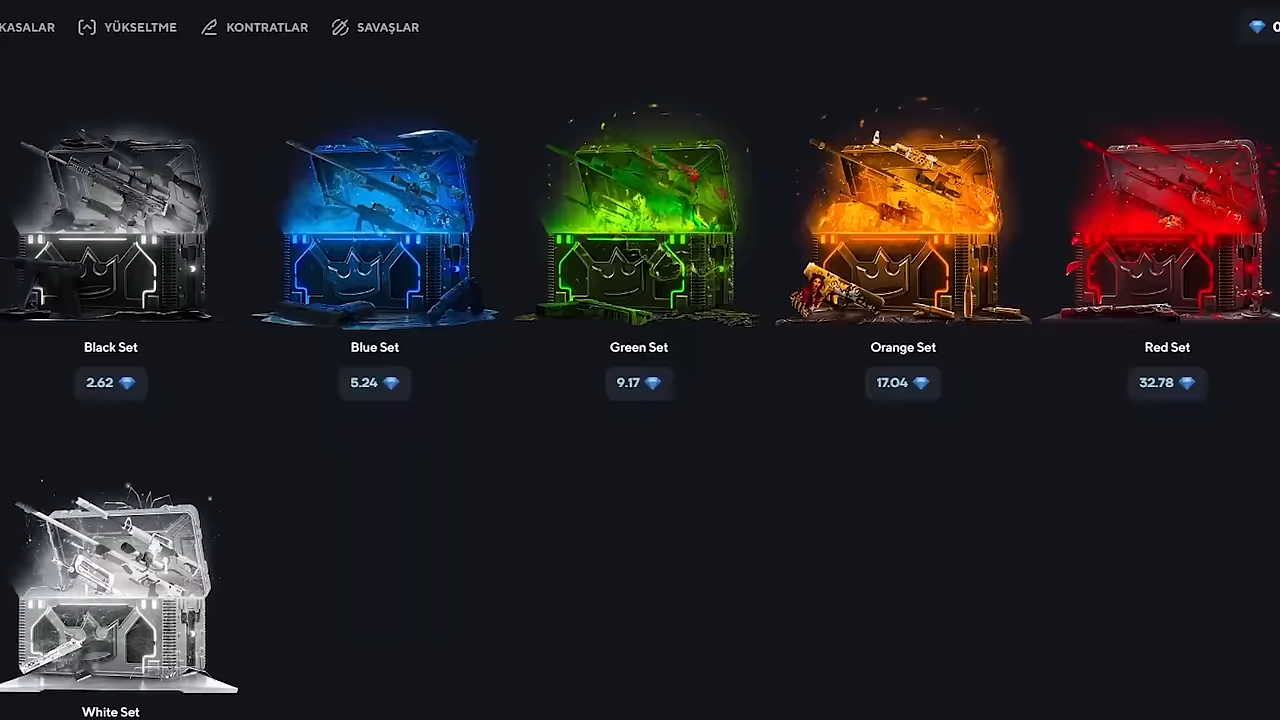 KASALAR YÜKSELTME KONTRATLAR SAVAŞLAR 0
Black Set Blue Set Green Set Orange Set Red Set
2.62 5.24 9.17 17.04 32.78
White Set